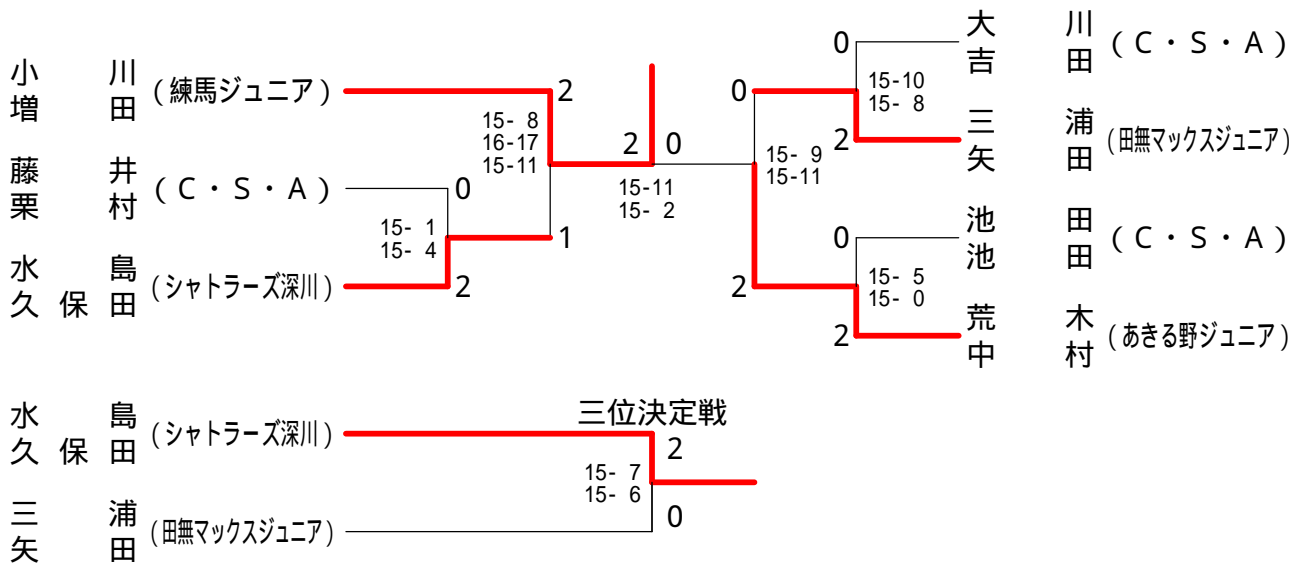 小川
増田
(練馬ジュニア)
藤井
栗村
(C・S・A)
水島
久保田
(シャトラーズ深川)
2
15- 8
16-17
15-11
0
15- 1
15- 4
1
2
2 0
15-11
15- 2
0
15- 9
15-11
2
0
15-10
15- 8
2
0
15- 5
15- 0
2
大川
吉田
(C・S・A)
三浦
矢田
(田無マックスジュニア)
池田
池田
(C・S・A)
荒木
中村
(あきる野ジュニア)
三位決定戦
水島
久保田
(シャトラーズ深川)
2
15- 7
15- 6
0
三浦
矢田
(田無マックスジュニア)